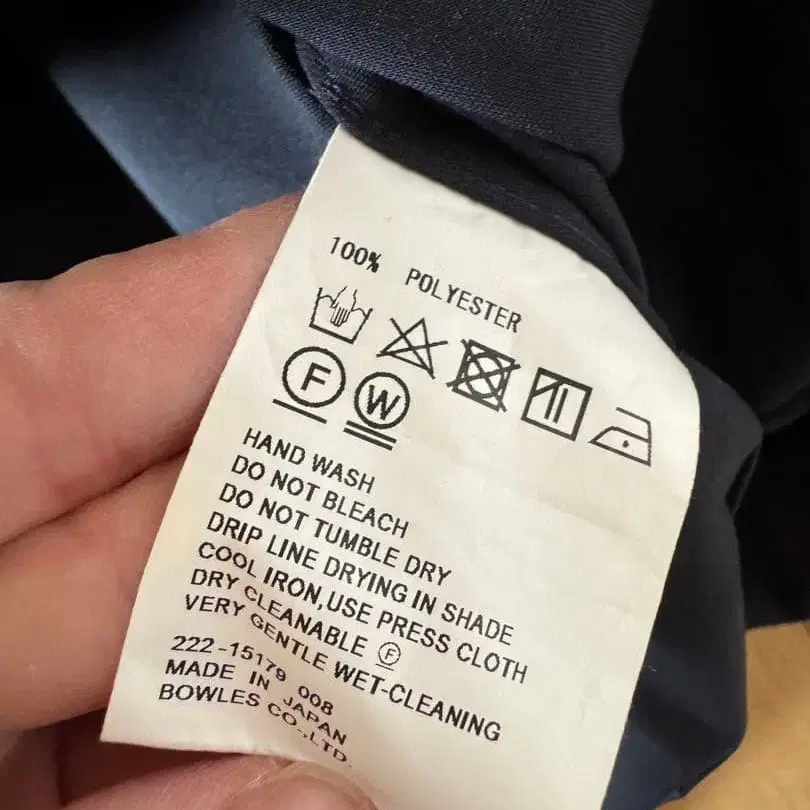 100% POLYESTER
F W
HAND WASH
DO NOT BLEACH
DO NOT TUMBLE DRY
DRIP LINE DRYING IN SHADE
COOL IRON,USE PRESS CLOTH
DRY CLEANABLE Ⓕ
VERY GENTLE WET-CLEANING
222-15179 008
MADE IN JAPAN
BOWLES CO.,LTD.